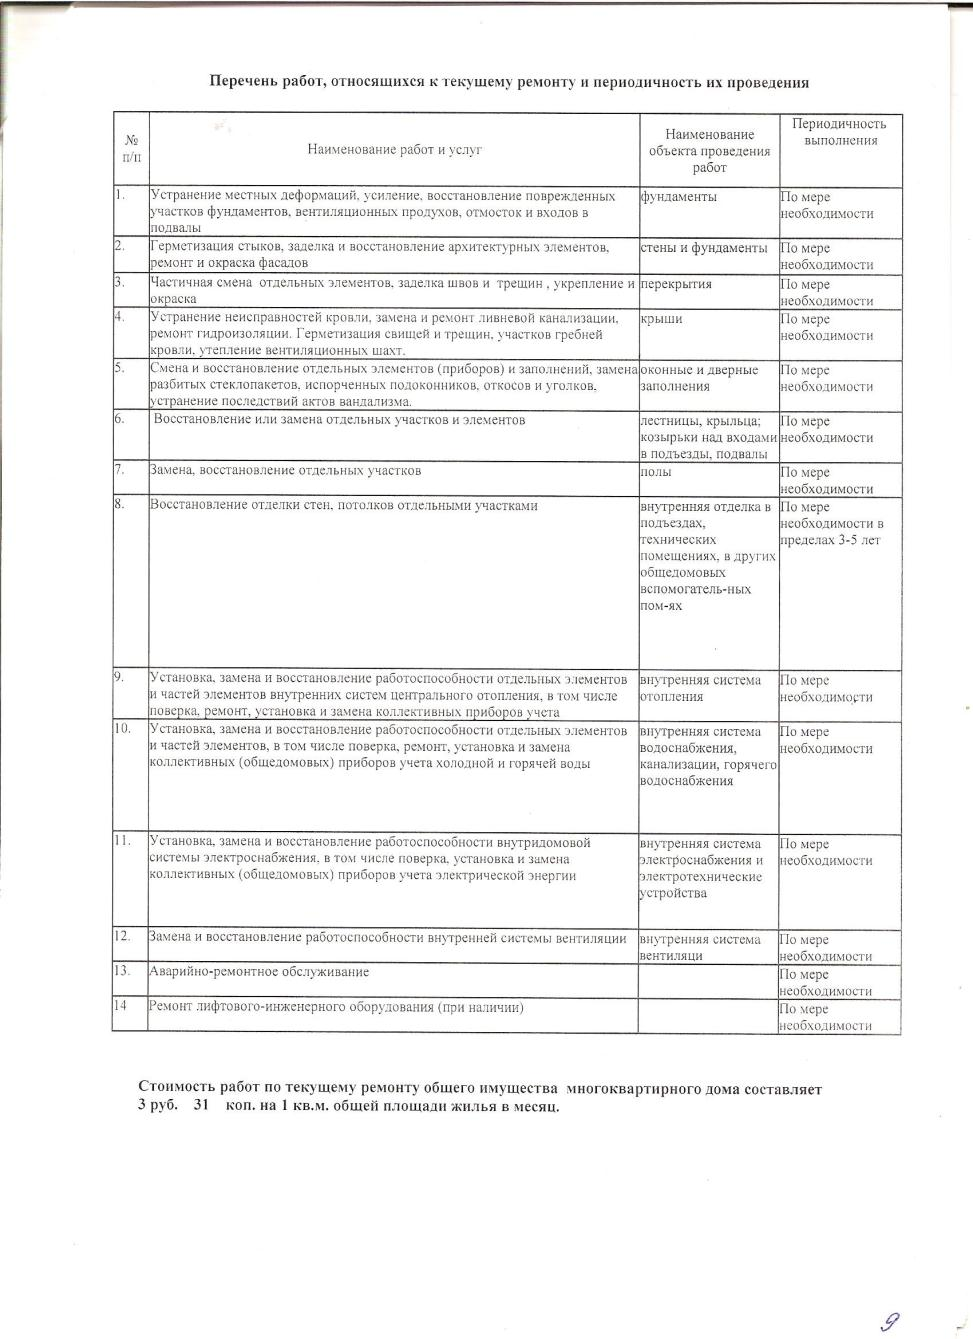 Перечень работ, относящихся к текущему ремонту и периодичность их проведения
№
п/п
Наименование работ и услуг
Наименование
объекта проведения
работ
Периодичность
выполнения
1.
Устранение местных деформаций, усиление, восстановление поврежденных
участков фундаментов, вентиляционных продухов, отмосток и входов в
подвалы
фундаменты
По мере
необходимости
2.
Герметизация стыков, заделка и восстановление архитектурных элементов,
ремонт и окраска фасадов
стены и фундаменты
По мере
необходимости
3.
Частичная смена отдельных элементов, заделка швов и трещин , укрепление и
окраска
перекрытия
По мере
необходимости
4.
Устранение неисправностей кровли, замена и ремонт ливневой канализации,
ремонт гидроизоляции. Герметизация свищей и трещин, участков гребней
кровли, утепление вентиляционных шахт.
крыши
По мере
необходимости
5.
Смена и восстановление отдельных элементов (приборов) и заполнений, замена
разбитых стеклопакетов, испорченных подоконников, откосов и уголков,
устранение последствий актов вандализма.
оконные и дверные
заполнения
По мере
необходимости
6.
Восстановление или замена отдельных участков и элементов
лестницы, крыльца;
козырьки над входами
в подъезды, подвалы
По мере
необходимости
7.
Замена, восстановление отдельных участков
полы
По мере
необходимости
8.
Восстановление отделки стен, потолков отдельными участками
внутренняя отделка в
подъездах,
технических
помещениях, в других
общедомовых
вспомогатель-ных
пом-ях
По мере
необходимости в
пределах 3-5 лет
9.
Установка, замена и восстановление работоспособности отдельных элементов
и частей элементов внутренних систем центрального отопления, в том числе
поверка, ремонт, установка и замена коллективных приборов учета
внутренняя система
отопления
По мере
необходимости
10.
Установка, замена и восстановление работоспособности отдельных элементов
и частей элементов, в том числе поверка, ремонт, установка и замена
коллективных (общедомовых) приборов учета холодной и горячей воды
внутренняя система
водоснабжения,
канализации, горячего
водоснабжения
По мере
необходимости
11.
Установка, замена и восстановление работоспособности внутридомовой
системы электроснабжения, в том числе поверка, установка и замена
коллективных (общедомовых) приборов учета электрической энергии
внутренняя система
электроснабжения и
электротехнические
устройства
По мере
необходимости
12.
Замена и восстановление работоспособности внутренней системы вентиляции
внутренняя система
вентиляци
По мере
необходимости
13.
Аварийно-ремонтное обслуживание
По мере
необходимости
14
Ремонт лифтового-инженерного оборудования (при наличии)
По мере
необходимости
Стоимость работ по текущему ремонту общего имущества многоквартирного дома составляет
3 руб. 31 коп. на 1 кв.м. общей площади жилья в месяц.
9